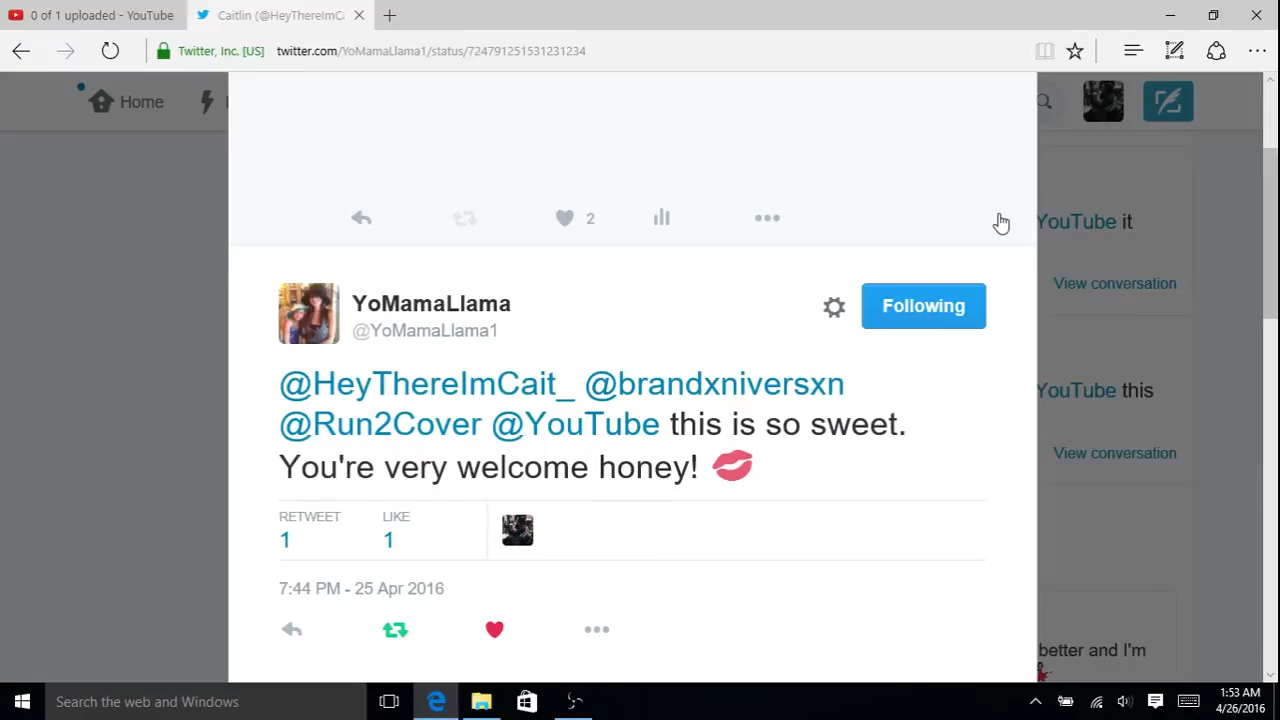 0 of 1 uploaded - YouTube
Caitlin (@HeyThereImCa
Twitter, Inc. [US] twitter.com/YoMamaLlama1/status/724791251531231234
Home
2
YouTube it
View conversation
YoMamaLlama
@YoMamaLlama1
Following
@HeyThereImCait_ @brandxniversxn
@Run2Cover @YouTube this is so sweet.
You're very welcome honey! 💋
YouTube this
View conversation
RETWEET LIKE
1 1
7:44 PM - 25 Apr 2016
better and I'm
Search the web and Windows
1:53 AM
4/26/2016